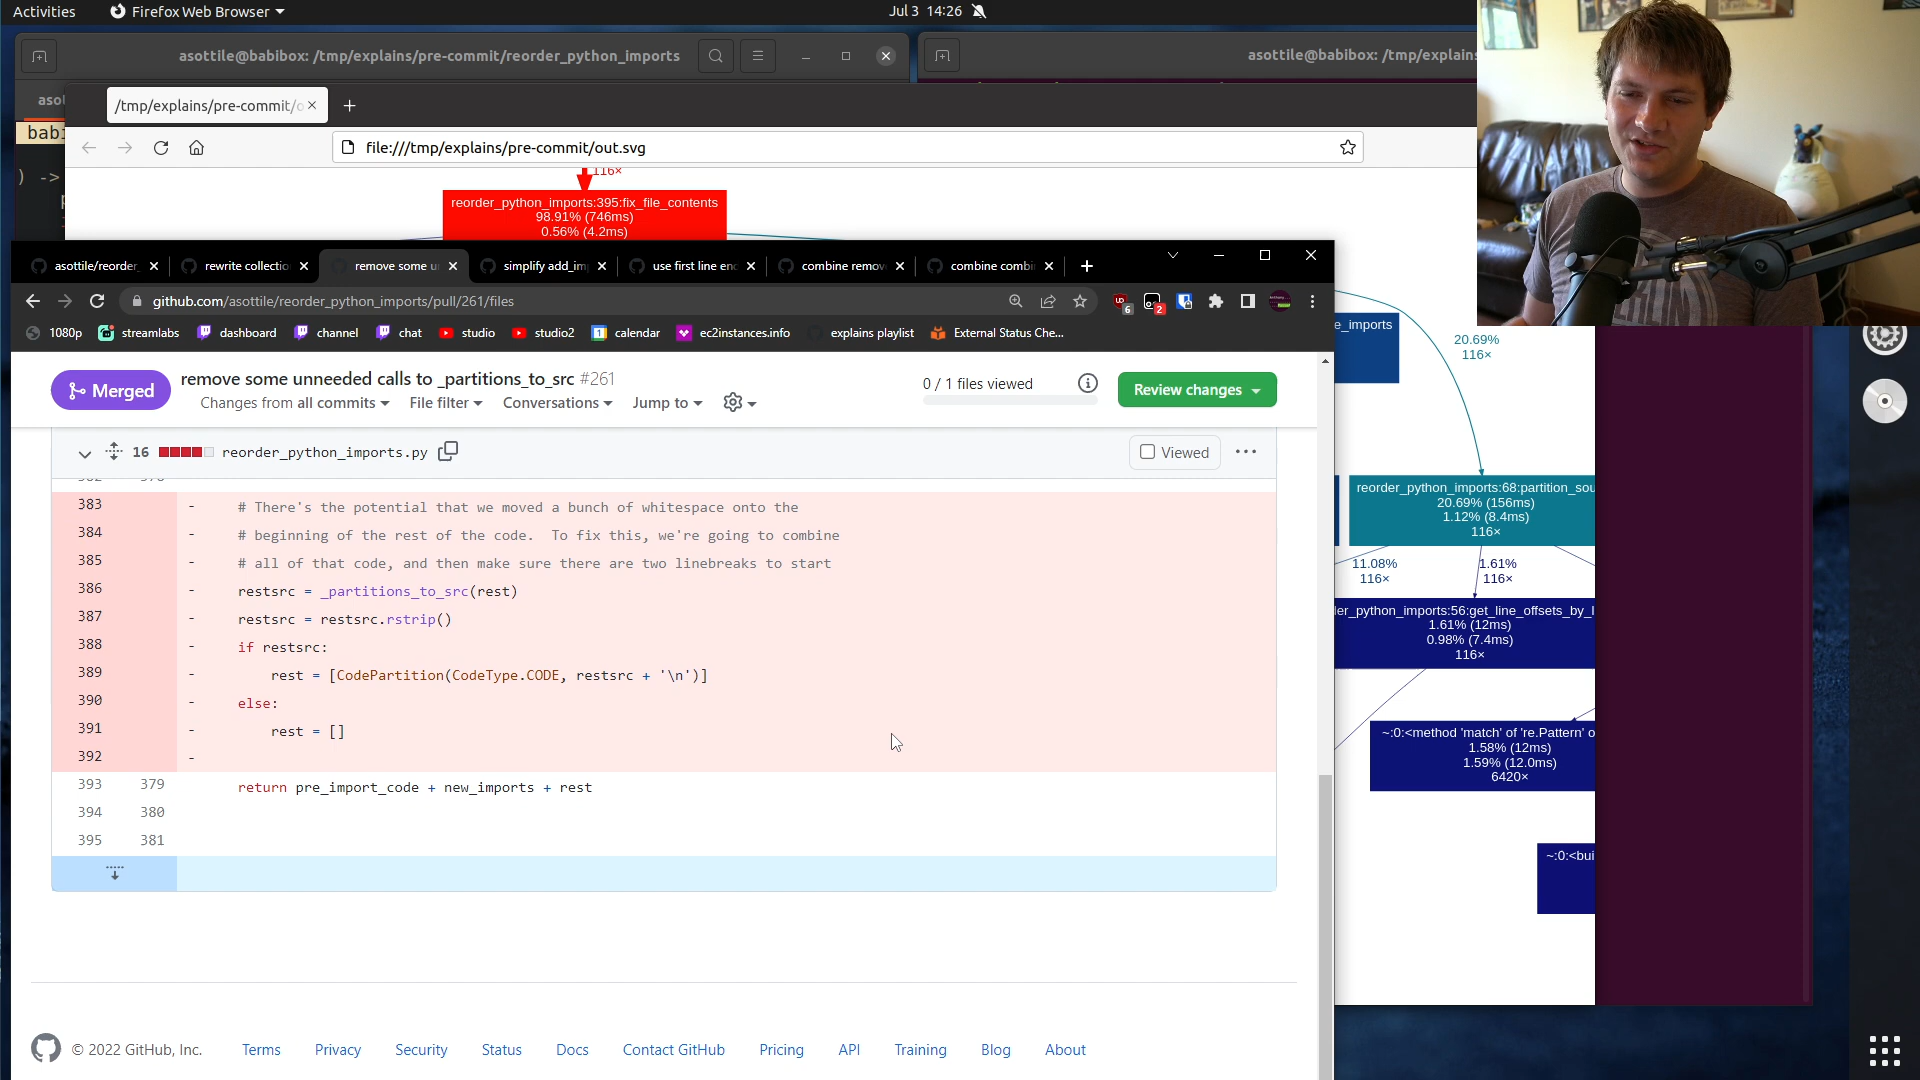 Activities
Firefox Web Browser
Jul 3 14:26
asottile@babibox: /tmp/explains/pre-commit/reorder_python_imports
asottile@babibox: /tmp/explains
/tmp/explains/pre-commit/o
file:///tmp/explains/pre-commit/out.svg
babi
) ->
116×
reorder_python_imports:395:fix_file_contents
98.91% (746ms)
0.56% (4.2ms)
asottile/reorder
rewrite collectio
remove some u
simplify add_im
use first line en
combine remov
combine combi
github.com/asottile/reorder_python_imports/pull/261/files
6
2
1080p
streamlabs
dashboard
channel
chat
studio
studio2
calendar
ec2instances.info
explains playlist
External Status Che...
Merged
remove some unneeded calls to _partitions_to_src #261
Changes from all commits
File filter
Conversations
Jump to
0 / 1 files viewed
Review changes
16
reorder_python_imports.py
Viewed
383 - # There's the potential that we moved a bunch of whitespace onto the
384 - # beginning of the rest of the code.  To fix this, we're going to combine
385 - # all of that code, and then make sure there are two linebreaks to start
386 - restsrc = _partitions_to_src(rest)
387 - restsrc = restsrc.rstrip()
388 - if restsrc:
389 - rest = [CodePartition(CodeType.CODE, restsrc + '\n')]
390 - else:
391 - rest = []
392 -
393 379 return pre_import_code + new_imports + rest
394 380
395 381
© 2022 GitHub, Inc.
Terms
Privacy
Security
Status
Docs
Contact GitHub
Pricing
API
Training
Blog
About
e_imports
20.69%
116×
reorder_python_imports:68:partition_sou
20.69% (156ms)
1.12% (8.4ms)
116×
11.08%
116×
1.61%
116×
er_python_imports:56:get_line_offsets_by_l
1.61% (12ms)
0.98% (7.4ms)
116×
~:0:<method 'match' of 're.Pattern' o
1.58% (12ms)
1.59% (12.0ms)
6420×
~:0:<bui